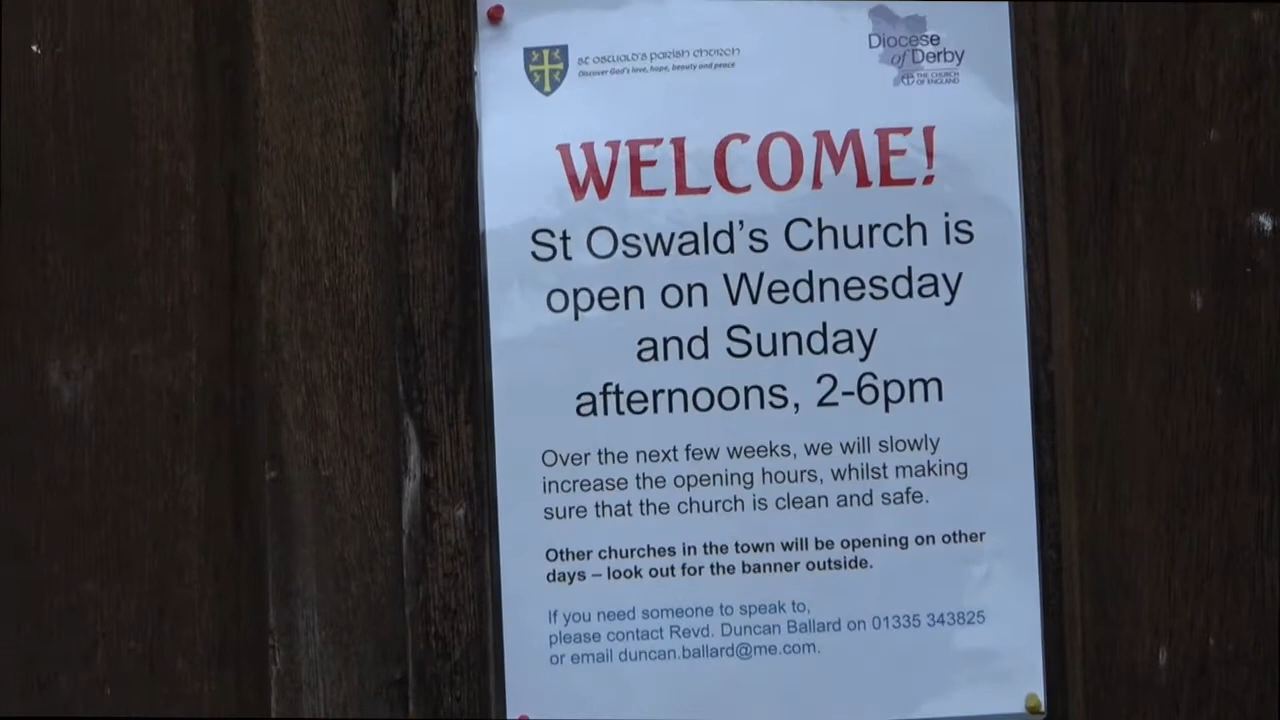 St Oswald's Parish Church
Discover God's love, hope, beauty and peace
Diocese
of Derby
THE CHURCH
OF ENGLAND
WELCOME!
St Oswald's Church is
open on Wednesday
and Sunday
afternoons, 2-6pm
Over the next few weeks, we will slowly
increase the opening hours, whilst making
sure that the church is clean and safe.
Other churches in the town will be opening on other
days – look out for the banner outside.
If you need someone to speak to,
please contact Revd. Duncan Ballard on 01335 343825
or email duncan.ballard@me.com.